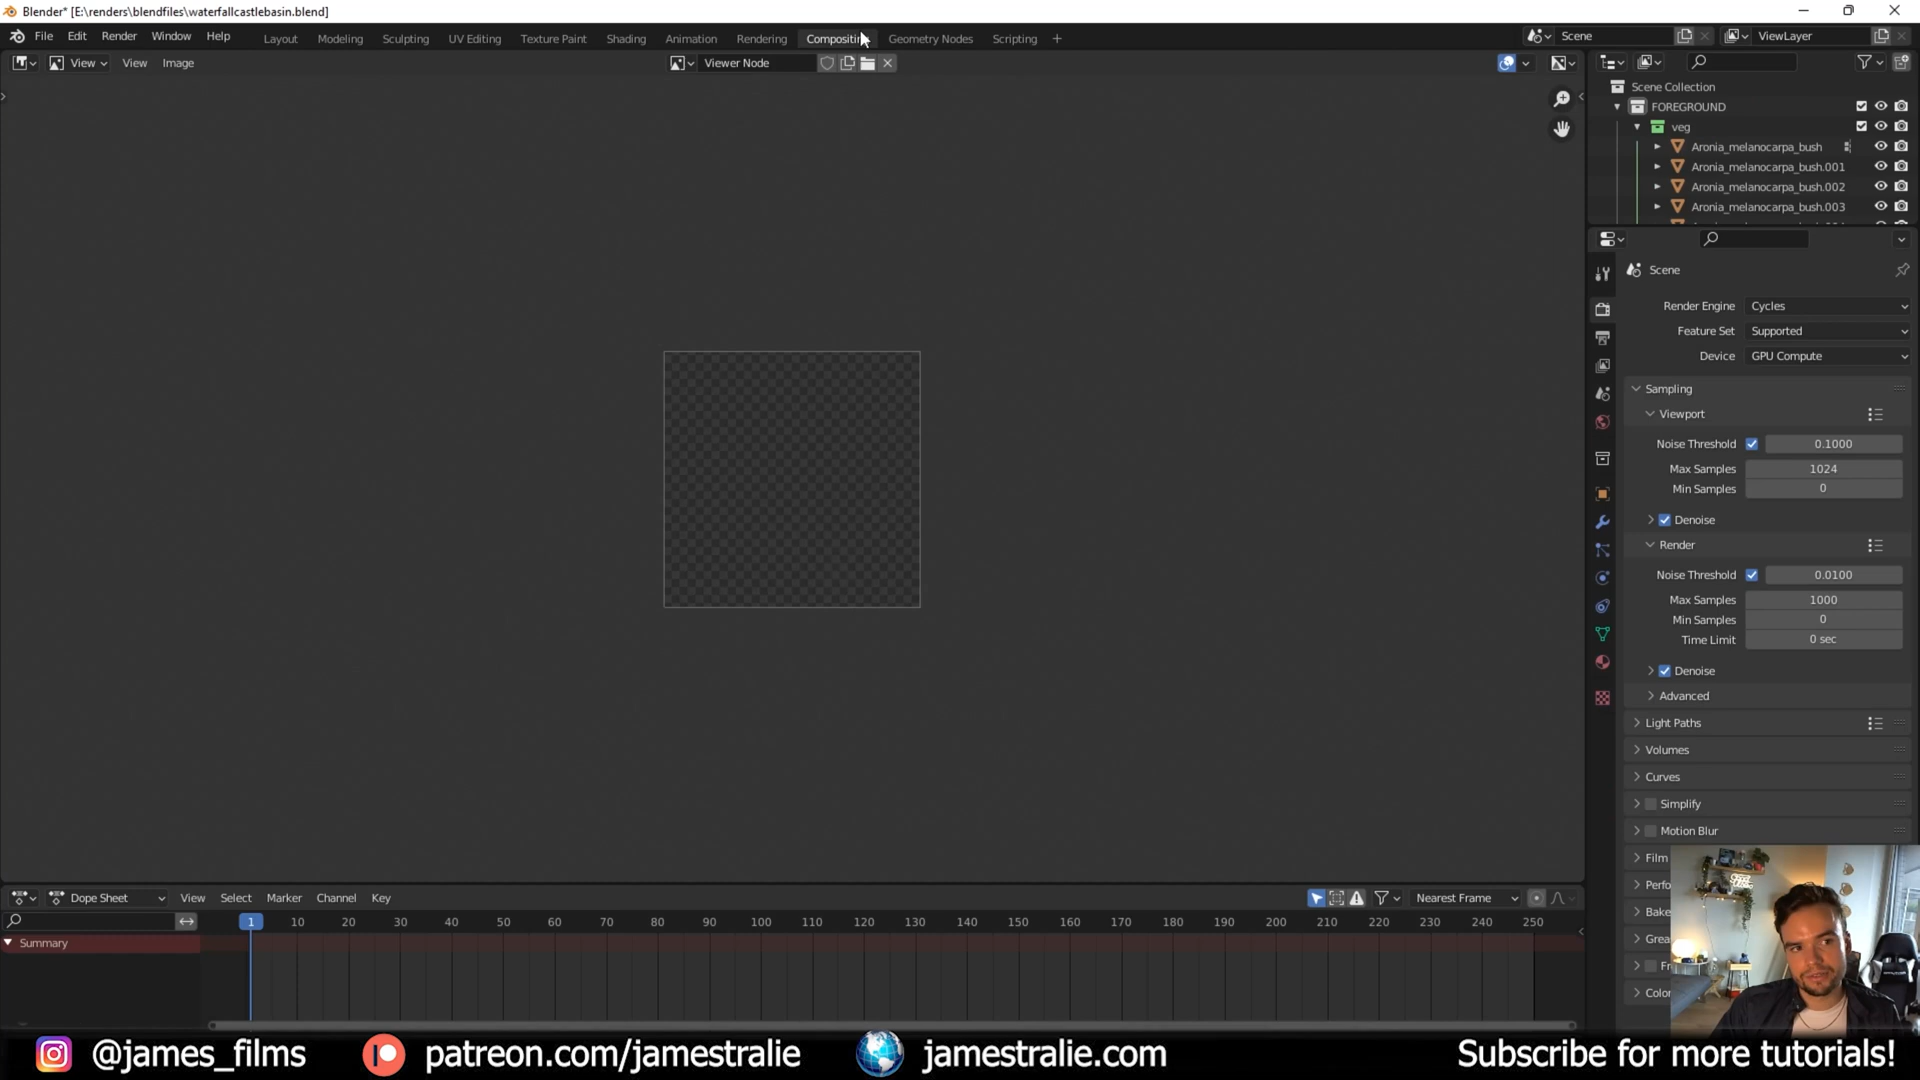 Blender* [E:\renders\blendfiles\waterfallcastlebasin.blend]
File Edit Render Window Help Layout Modeling Sculpting UV Editing Texture Paint Shading Animation Rendering Compositing Geometry Nodes Scripting + Scene ViewLayer
View View Image Viewer Node
Scene Collection
FOREGROUND
veg
Aronia_melanocarpa_bush
Aronia_melanocarpa_bush.001
Aronia_melanocarpa_bush.002
Aronia_melanocarpa_bush.003
Scene
Render Engine Cycles
Feature Set Supported
Device GPU Compute
Sampling
Viewport
Noise Threshold 0.1000
Max Samples 1024
Min Samples 0
Denoise
Render
Noise Threshold 0.0100
Max Samples 1000
Min Samples 0
Time Limit 0 sec
Denoise
Advanced
Light Paths
Volumes
Curves
Simplify
Motion Blur
Film
Perfo
Bake
Grea
Fr
Color
Dope Sheet View Select Marker Channel Key Nearest Frame
1 10 20 30 40 50 60 70 80 90 100 110 120 130 140 150 160 170 180 190 200 210 220 230 240 250
Summary
@james_films patreon.com/jamestralie jamestralie.com Subscribe for more tutorials!